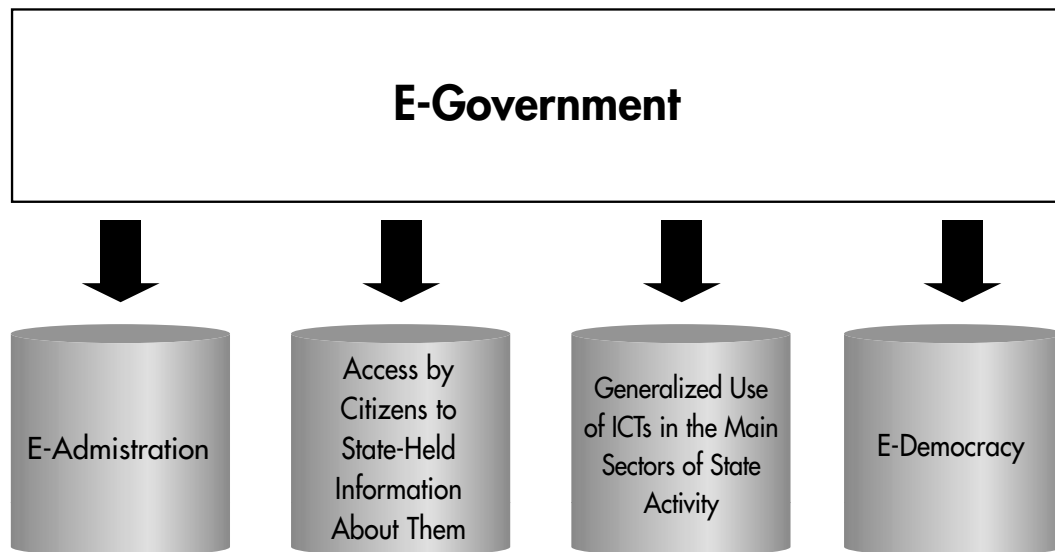 E-Government
E-Admistration
Access by
Citizens to
State-Held
Information
About Them
Generalized Use
of ICTs in the Main
Sectors of State
Activity
E-Democracy